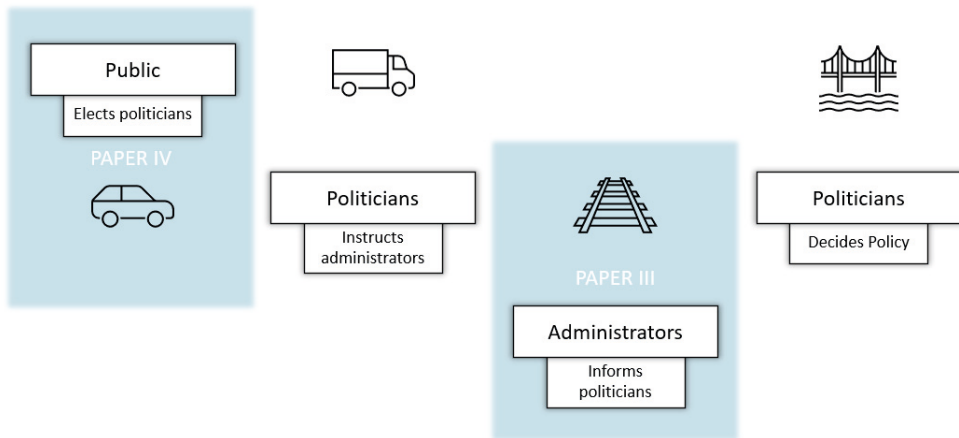 Public
Elects politicians
PAPER IV
Politicians
Instructs
administrators
PAPER III
Administrators
Informs
politicians
Politicians
Decides Policy